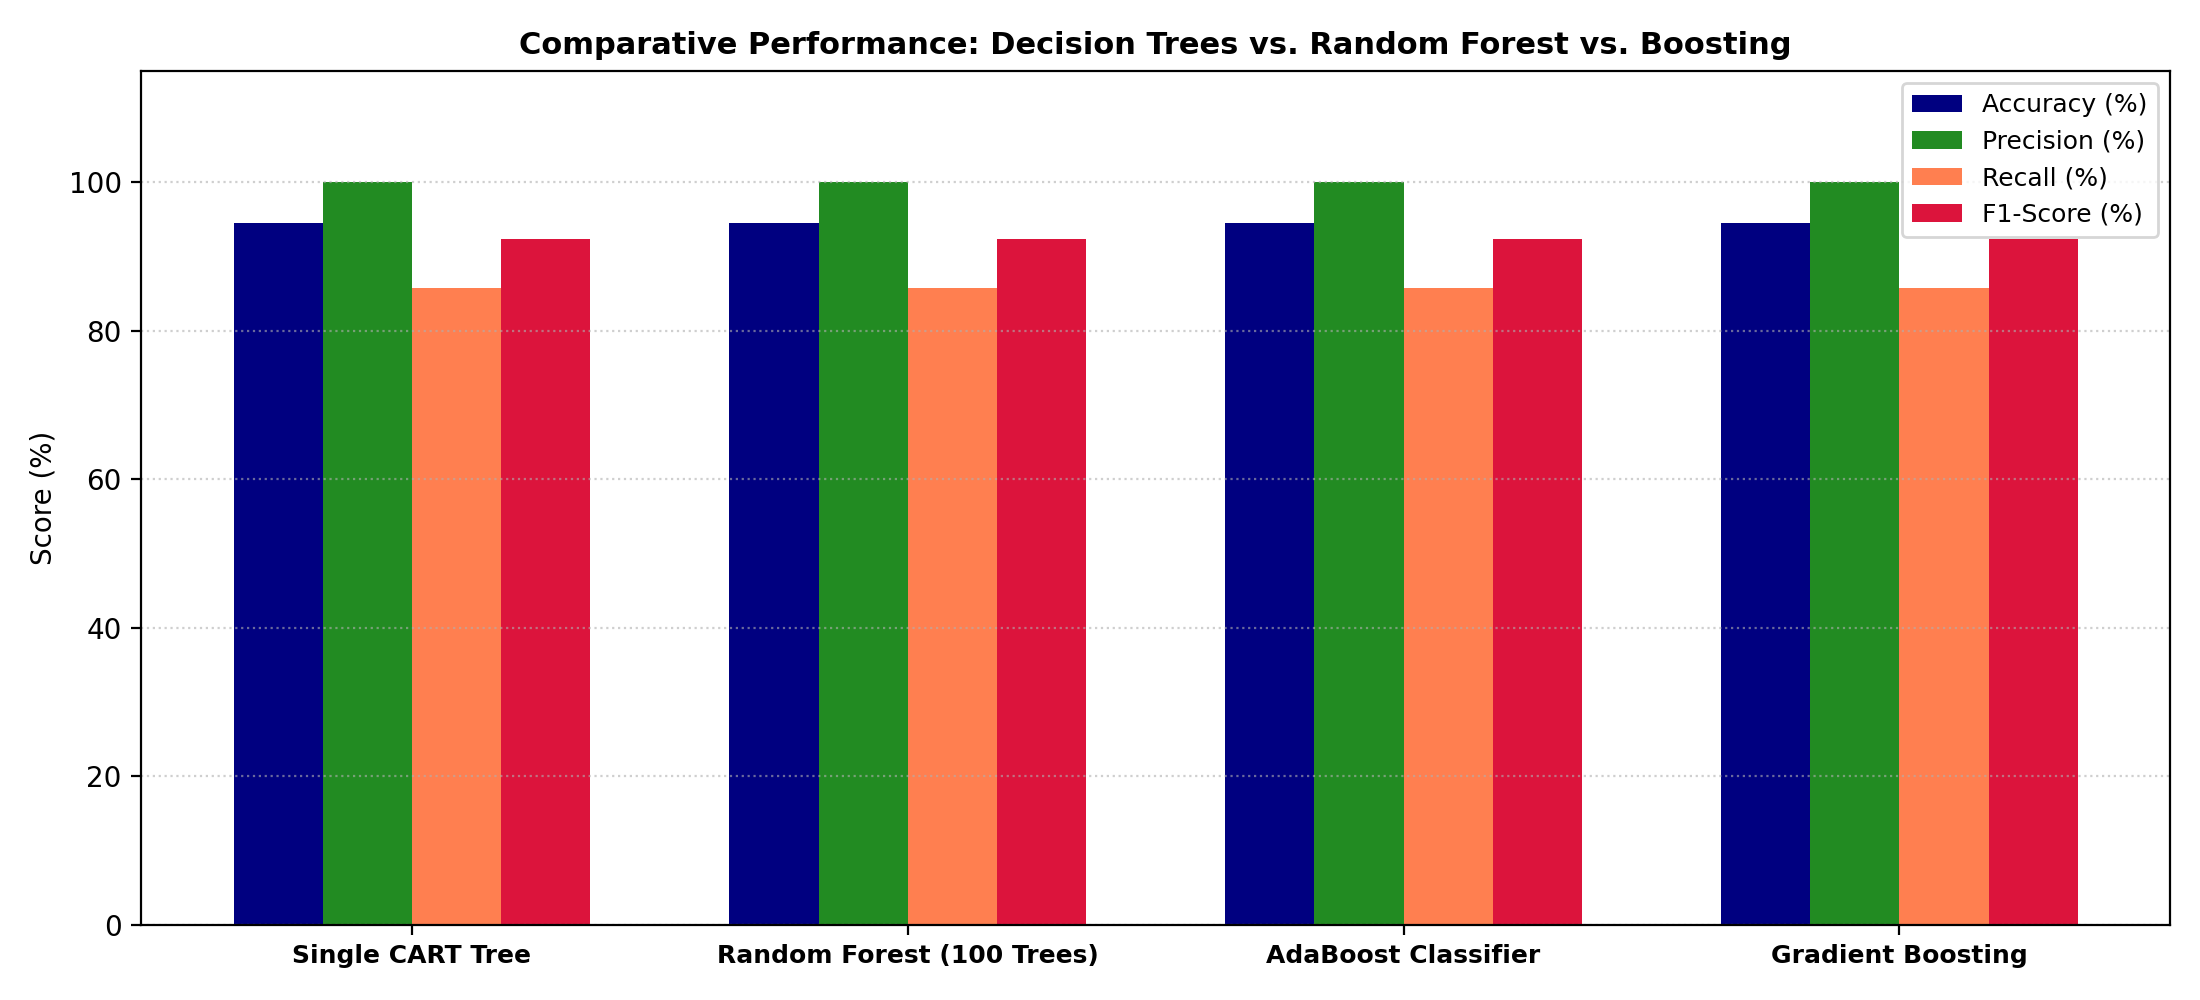 Comparative Performance: Decision Trees vs. Random Forest vs. Boosting
Accuracy (%)
Precision (%)
Recall (%)
F1-Score (%)
Score (%)
100
80
60
40
20
0
Single CART Tree
Random Forest (100 Trees)
AdaBoost Classifier
Gradient Boosting